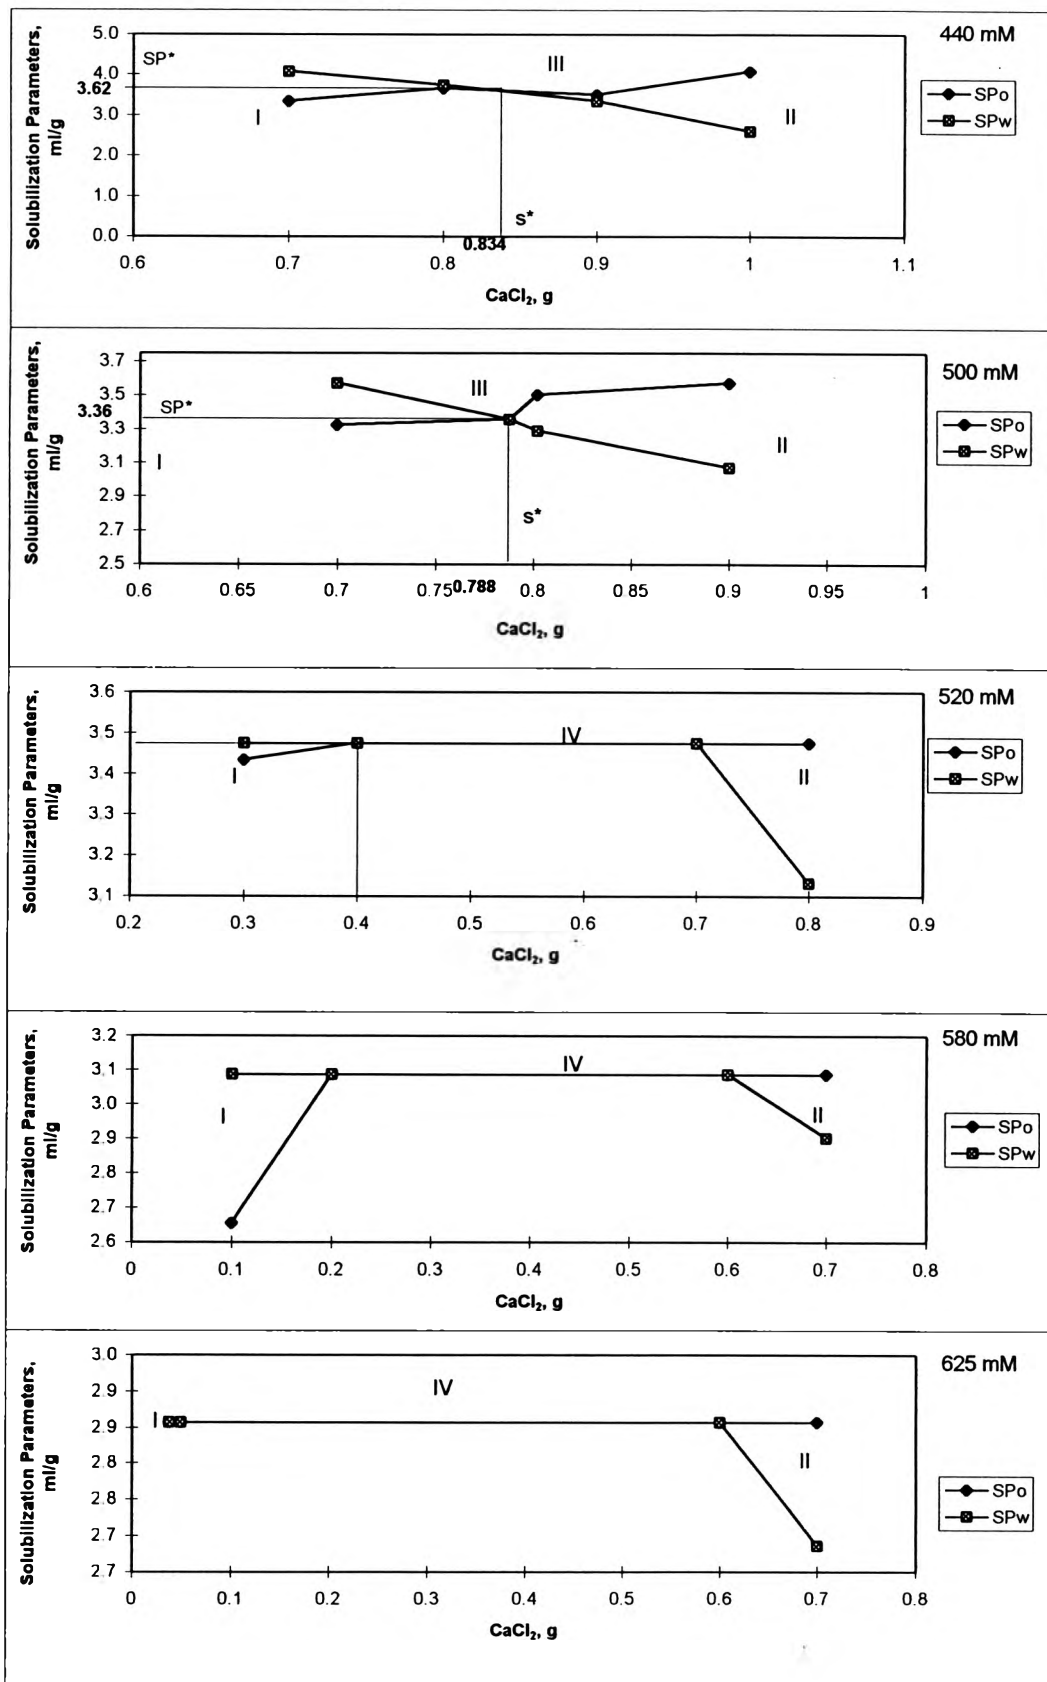 440 mM
Solubilization Parameters,
ml/g
5.0
4.0
3.62
3.0
2.0
1.0
0.0
SP*
I
III
II
s*
0.834
SPo
SPw
0.6 0.7 0.8 0.9 1 1.1
CaCl₂, g
500 mM
Solubilization Parameters,
ml/g
3.7
3.5
3.36
3.3
3.1
2.9
2.7
2.5
SP*
I
III
II
s*
SPo
SPw
0.6 0.65 0.7 0.75 0.788 0.8 0.85 0.9 0.95 1
CaCl₂, g
520 mM
Solubilization Parameters,
ml/g
3.6
3.5
3.4
3.3
3.2
3.1
I
IV
II
SPo
SPw
0.2 0.3 0.4 0.5 0.6 0.7 0.8 0.9
CaCl₂, g
580 mM
Solubilization Parameters,
ml/g
3.2
3.1
3.0
2.9
2.8
2.7
2.6
I
IV
II
SPo
SPw
0 0.1 0.2 0.3 0.4 0.5 0.6 0.7 0.8
CaCl₂, g
625 mM
Solubilization Parameters,
ml/g
3.0
2.9
2.9
2.8
2.8
2.7
2.7
I
IV
II
SPo
SPw
0 0.1 0.2 0.3 0.4 0.5 0.6 0.7 0.8
CaCl₂, g